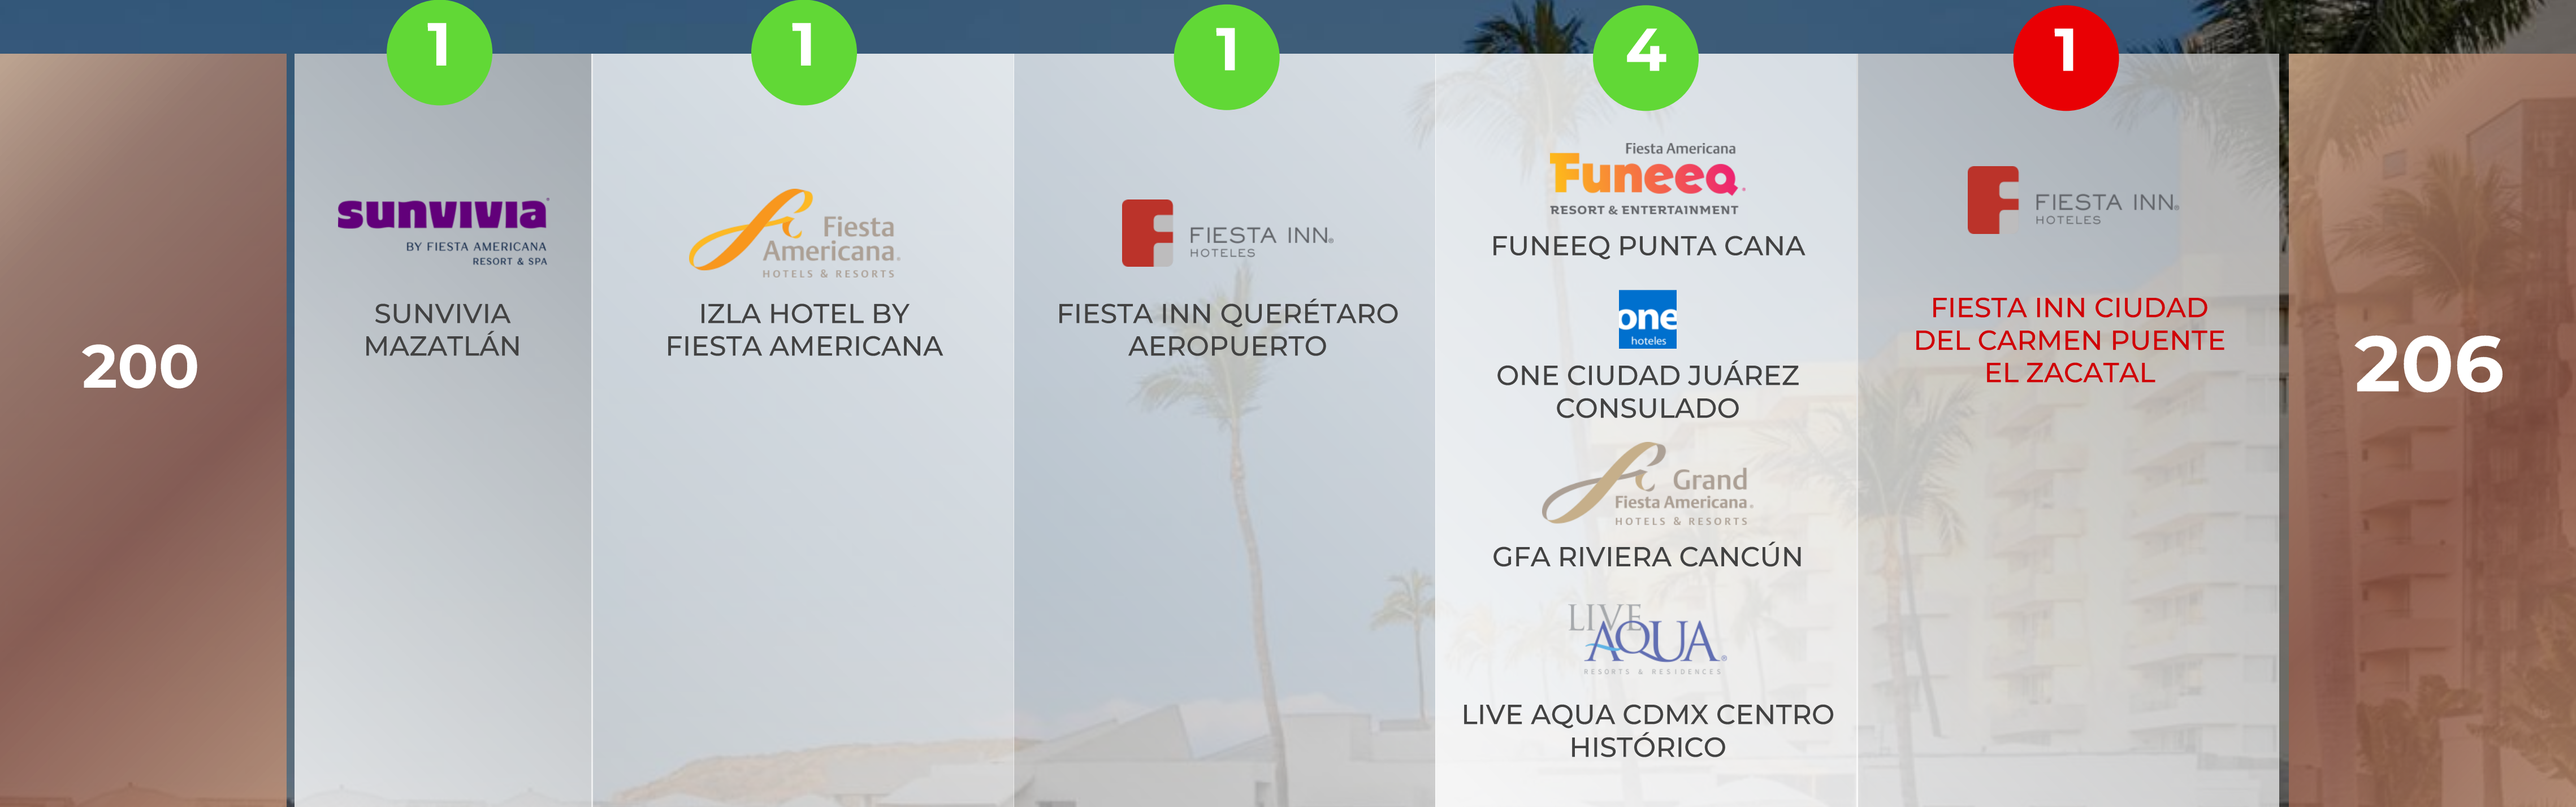 1
1
1
4
1
200
sunvivia
BY FIESTA AMERICANA
RESORT & SPA
SUNVIVIA
MAZATLÁN
Fiesta
Americana®
HOTELS & RESORTS
IZLA HOTEL BY
FIESTA AMERICANA
FIESTA INN®
HOTELES
FIESTA INN QUERÉTARO
AEROPUERTO
Fiesta Americana
Funeeq®
RESORT & ENTERTAINMENT
FUNEEQ PUNTA CANA
one
hoteles
ONE CIUDAD JUÁREZ
CONSULADO
Grand
Fiesta Americana®
HOTELS & RESORTS
GFA RIVIERA CANCÚN
LIVE
AQUA®
RESORTS & RESIDENCES
LIVE AQUA CDMX CENTRO
HISTÓRICO
FIESTA INN®
HOTELES
FIESTA INN CIUDAD
DEL CARMEN PUENTE
EL ZACATAL
206